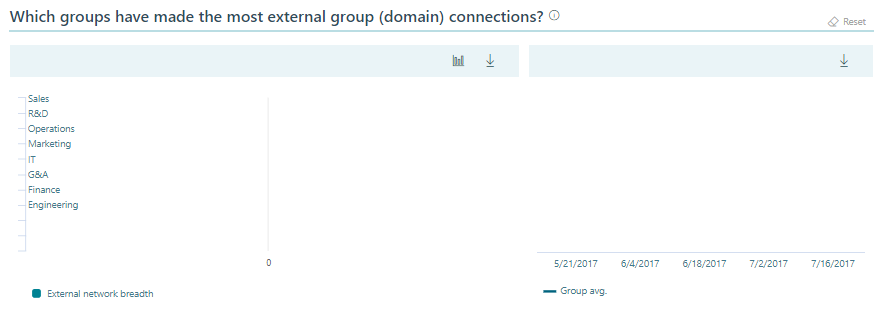 Which groups have made the most external group (domain) connections?
Reset
Sales
R&D
Operations
Marketing
IT
G&A
Finance
Engineering
0
External network breadth
5/21/2017 6/4/2017 6/18/2017 7/2/2017 7/16/2017
Group avg.